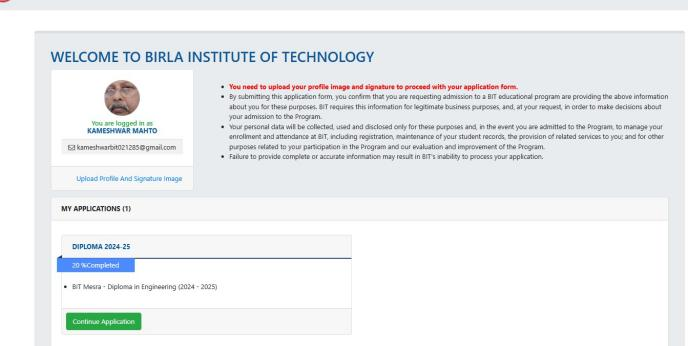 WELCOME TO BIRLA INSTITUTE OF TECHNOLOGY
You are logged in as
KAMESHWAR MAHTO
kameshwarbit021285@gmail.com
Upload Profile And Signature Image
• You need to upload your profile image and signature to proceed with your application form.
• By submitting this application form, you confirm that you are requesting admission to a BIT educational program are providing the above information
about you for these purposes. BIT requires this information for legitimate business purposes, and, at your request, in order to make decisions about
your admission to the Program.
• Your personal data will be collected, used and disclosed only for these purposes and, in the event you are admitted to the Program, to manage your
enrollment and attendance at BIT, including registration, maintenance of your student records, the provision of related services to you; and for other
purposes related to your participation in the Program and our evaluation and improvement of the Program.
• Failure to provide complete or accurate information may result in BIT's inability to process your application.
MY APPLICATIONS (1)
DIPLOMA 2024-25
20 %Completed
• BIT Mesra - Diploma in Engineering (2024 - 2025)
Continue Application